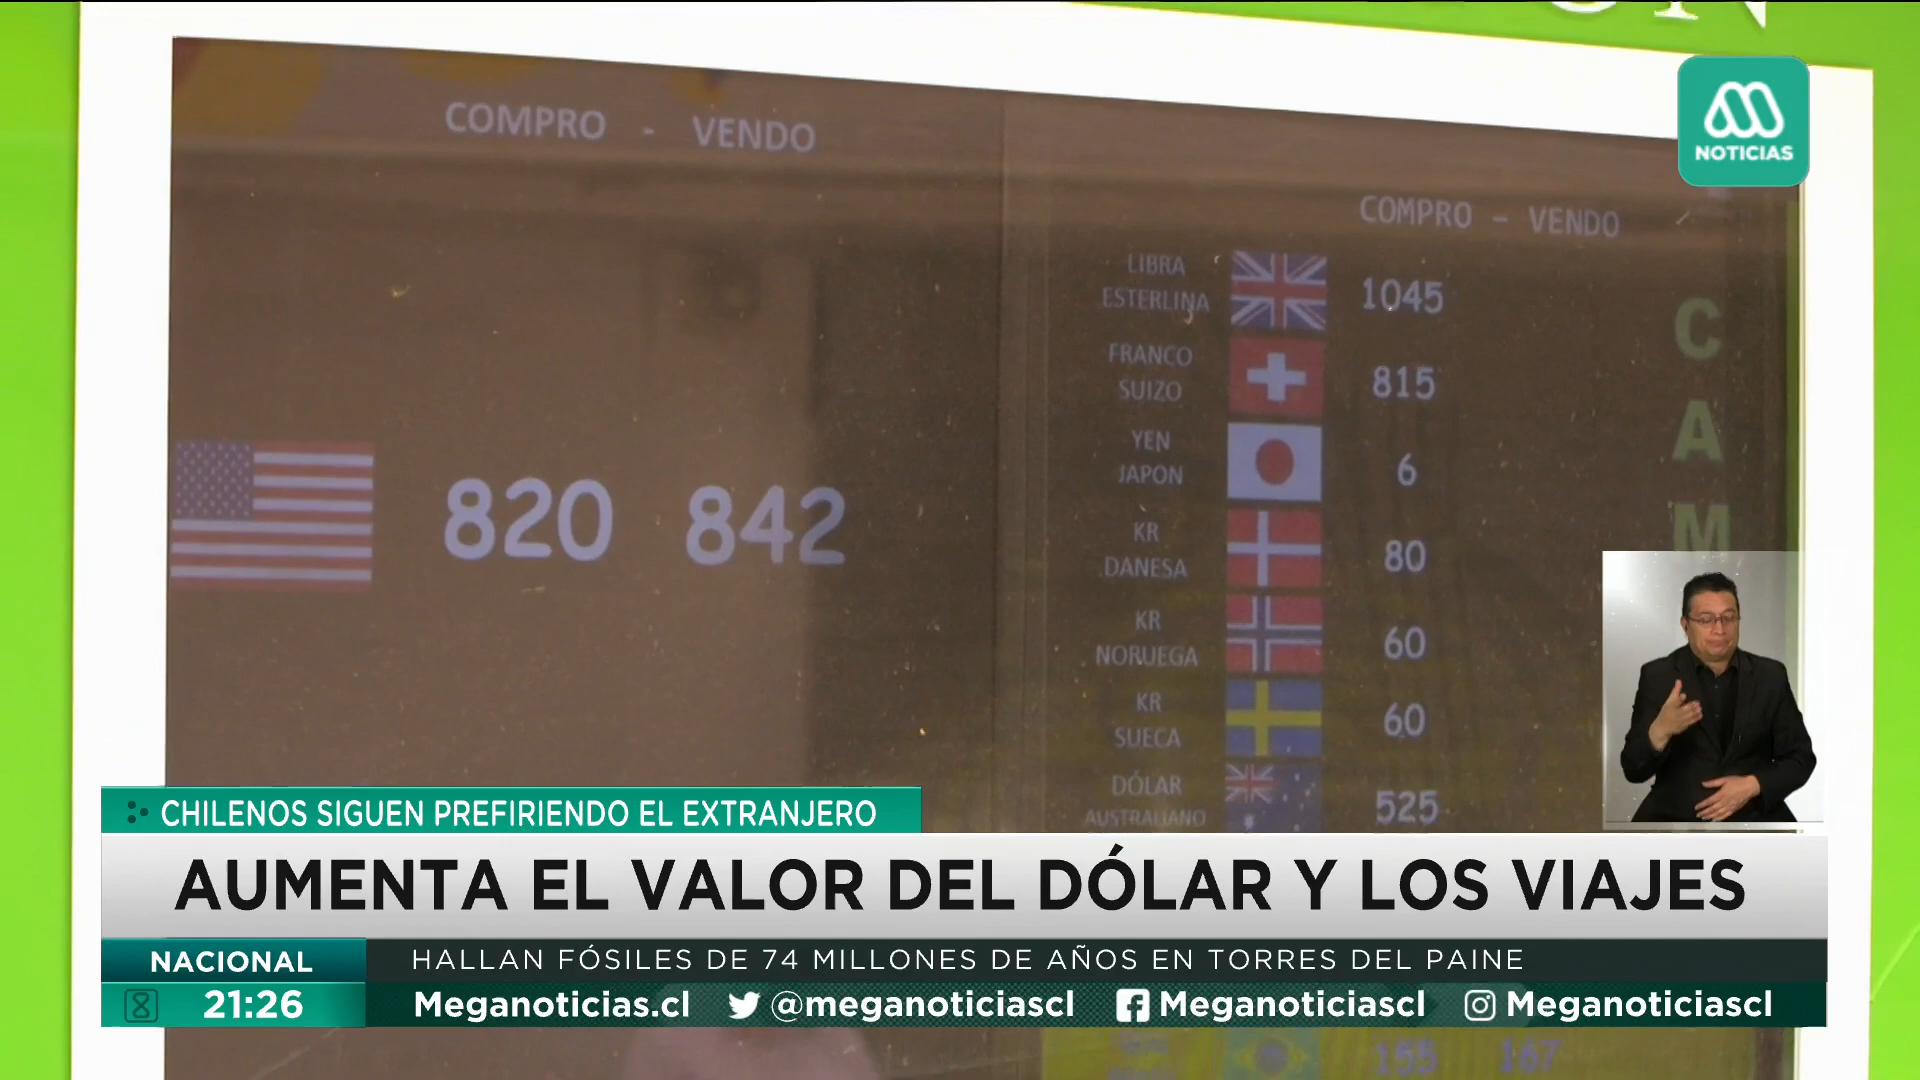 NOTICIAS
COMPRO - VENDO
COMPRO - VENDO
LIBRA
ESTERLINA
1045
FRANCO
SUIZO
815
YEN
JAPON
6
820 842
KR
DANESA
80
KR
NORUEGA
60
KR
SUECA
60
DÓLAR
AUSTRALIANO
525
C
A
M
CHILENOS SIGUEN PREFIRIENDO EL EXTRANJERO
AUMENTA EL VALOR DEL DÓLAR Y LOS VIAJES
NACIONAL
HALLAN FÓSILES DE 74 MILLONES DE AÑOS EN TORRES DEL PAINE
21:26
Meganoticias.cl @meganoticiascl Meganoticiascl Meganoticiascl
155 167